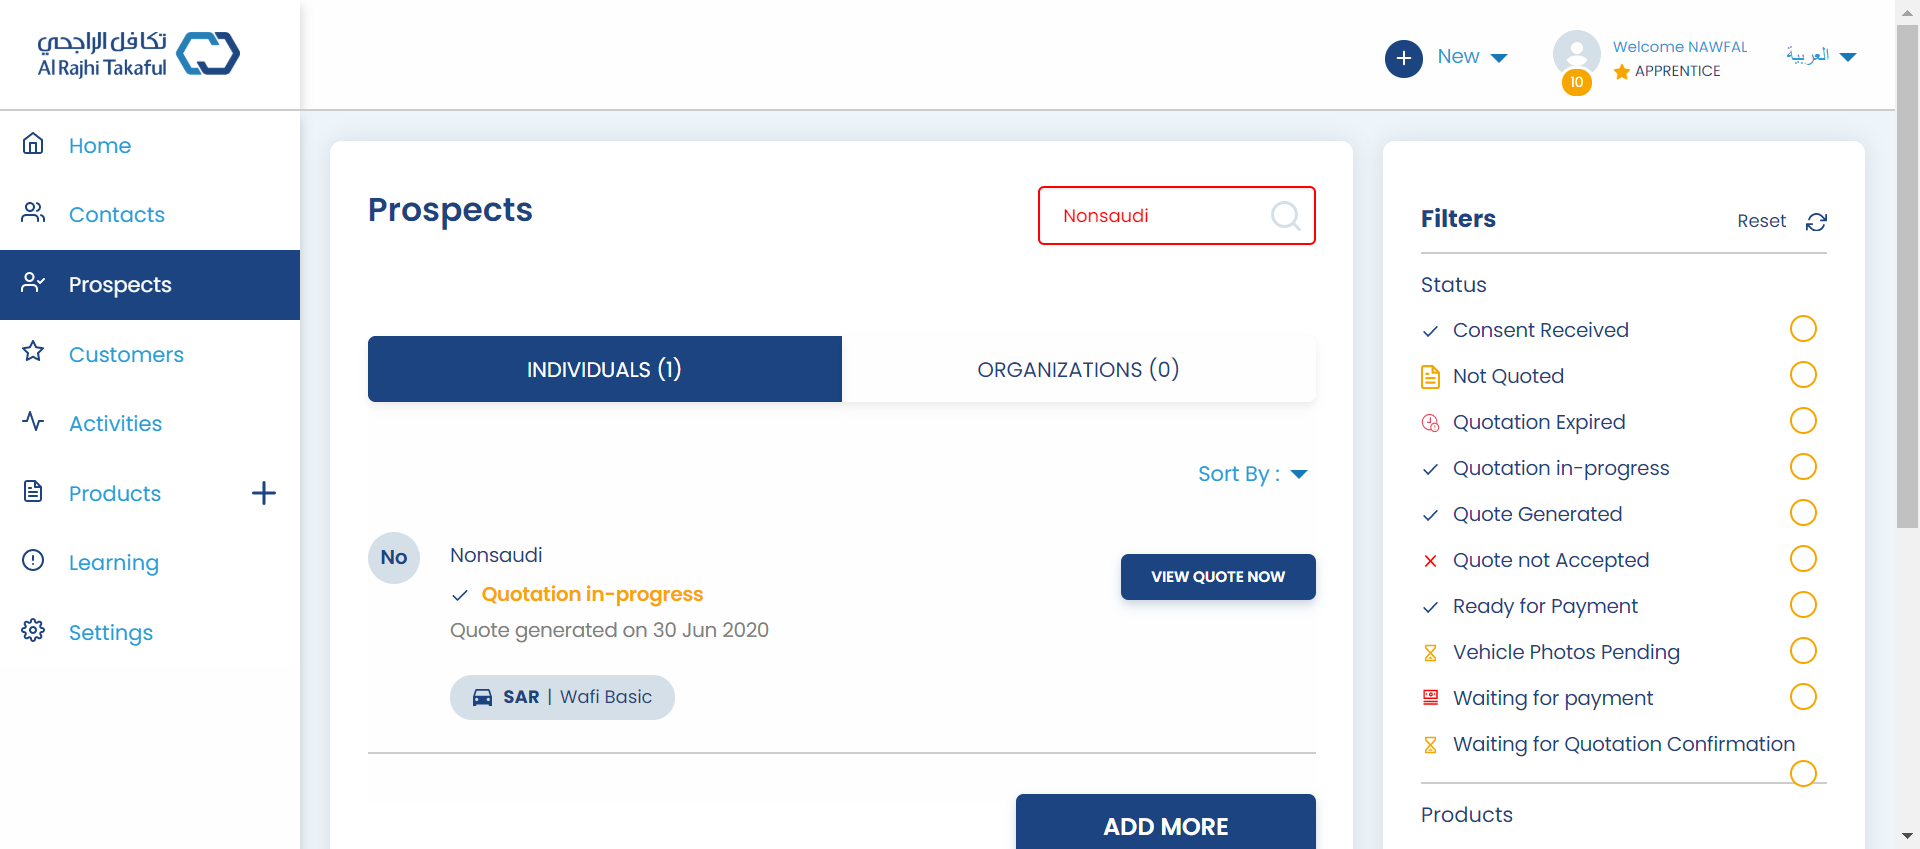 تكافل الراجحي
Al Rajhi Takaful
New
Welcome NAWFAL
APPRENTICE
10
العربية
Home
Contacts
Prospects
Customers
Activities
Products
Learning
Settings
Prospects
Nonsaudi
INDIVIDUALS (1)
ORGANIZATIONS (0)
Sort By :
No
Nonsaudi
Quotation in-progress
Quote generated on 30 Jun 2020
SAR | Wafi Basic
VIEW QUOTE NOW
ADD MORE
Filters
Reset
Status
Consent Received
Not Quoted
Quotation Expired
Quotation in-progress
Quote Generated
Quote not Accepted
Ready for Payment
Vehicle Photos Pending
Waiting for payment
Waiting for Quotation Confirmation
Products